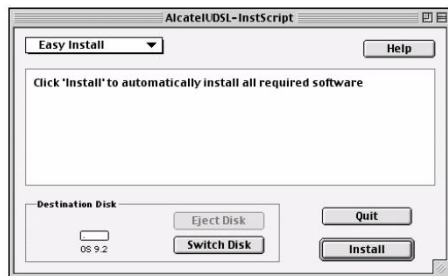 AlcatelUDSL-InstScript
Easy Install
Help
Click 'Install' to automatically install all required software
Destination Disk
Eject Disk
Quit
OS 9.2
Switch Disk
Install